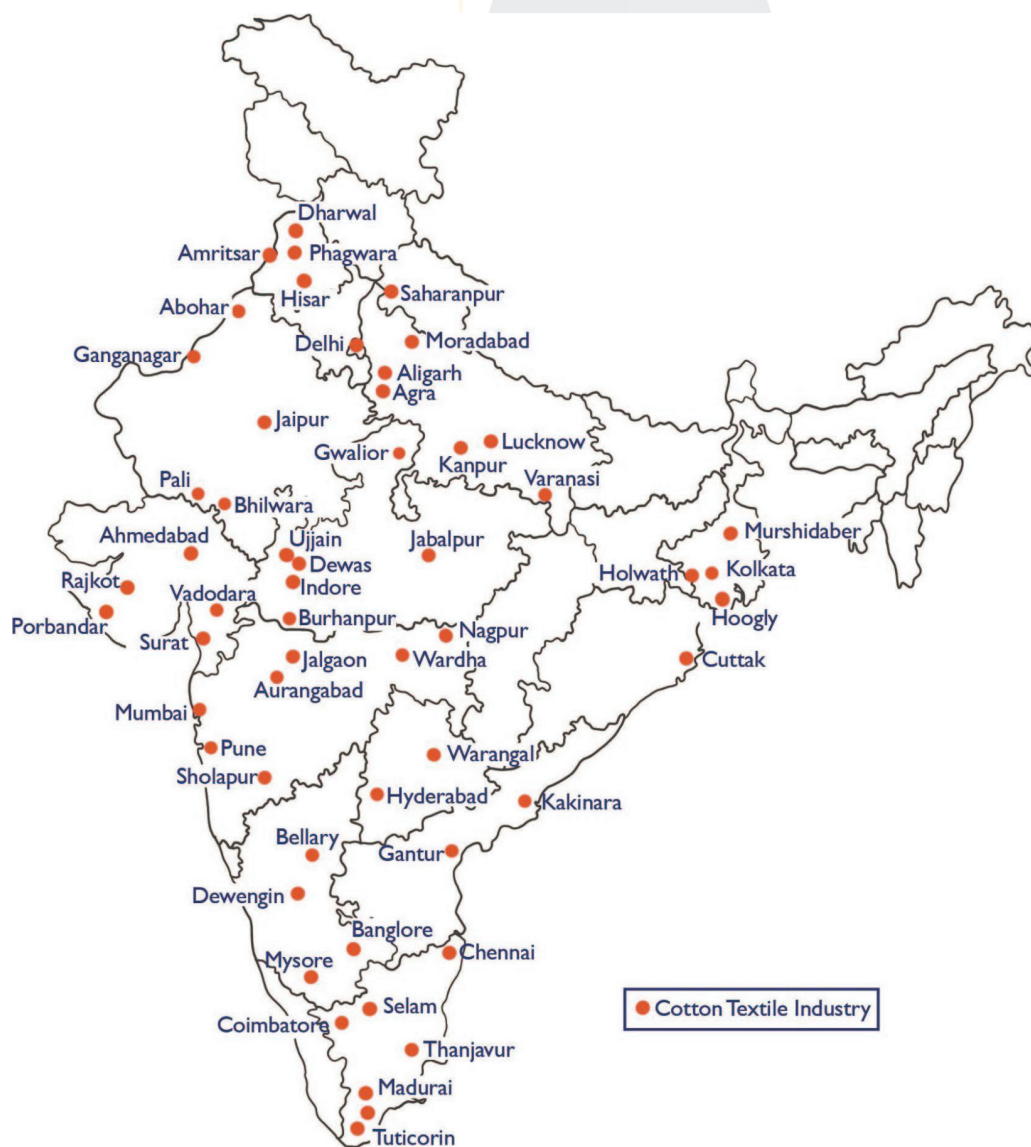 Dharwal
Amritsar
Phagwara
Hisar
Saharanpur
Abohar
Delhi
Moradabad
Ganganagar
Aligarh
Agra
Jaipur
Gwalior
Lucknow
Kanpur
Varanasi
Pali
Bhilwara
Ahmedabad
Ujjain
Jabalpur
Murshidaber
Dewas
Holwath
Kolkata
Rajkot
Indore
Vadodara
Porbandar
Burhanpur
Hoogly
Surat
Nagpur
Jalgaon
Wardha
Cuttak
Aurangabad
Mumbai
Pune
Warangal
Sholapur
Hyderabad
Kakinara
Bellary
Gantur
Dewengin
Banglore
Chennai
Mysore
Selam
Cotton Textile Industry
Coimbatore
Thanjavur
Madurai
Tuticorin